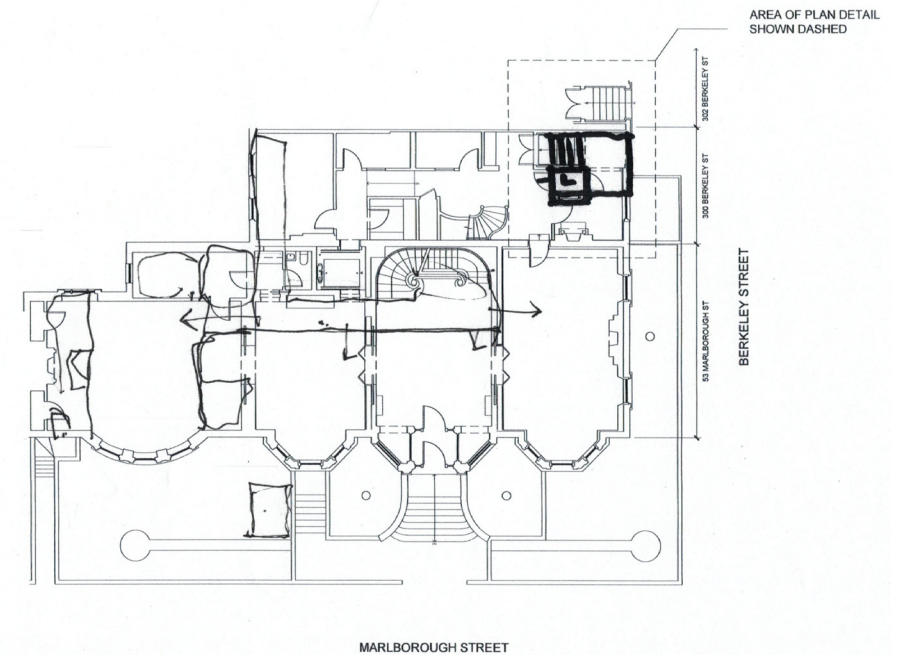 AREA OF PLAN DETAIL
SHOWN DASHED
302 BERKELEY ST
300 BERKELEY ST
53 MARLBOROUGH ST
BERKELEY STREET
MARLBOROUGH STREET